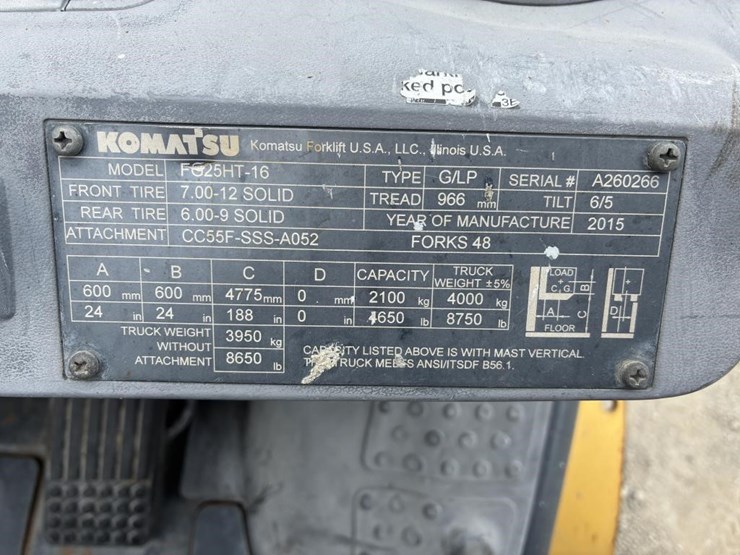 ked po
KOMATSU Komatsu Forklift U.S.A., LLC., Illinois U.S.A.
MODEL FG25HT-16 TYPE G/LP SERIAL # A260266
FRONT TIRE 7.00-12 SOLID TREAD 966 mm TILT 6/5
REAR TIRE 6.00-9 SOLID YEAR OF MANUFACTURE 2015
ATTACHMENT CC55F-SSS-A052 FORKS 48
A B C D CAPACITY TRUCK WEIGHT ±5%
600 mm 600 mm 4775 mm 0 mm 2100 kg 4000 kg
24 in 24 in 188 in 0 in 4650 lb 8750 lb
TRUCK WEIGHT WITHOUT ATTACHMENT 3950 kg
8650 lb
CAPACITY LISTED ABOVE IS WITH MAST VERTICAL.
THIS TRUCK MEETS ANSI/ITSDF B56.1.
LOAD
C. G.
A
B
C
D
FLOOR